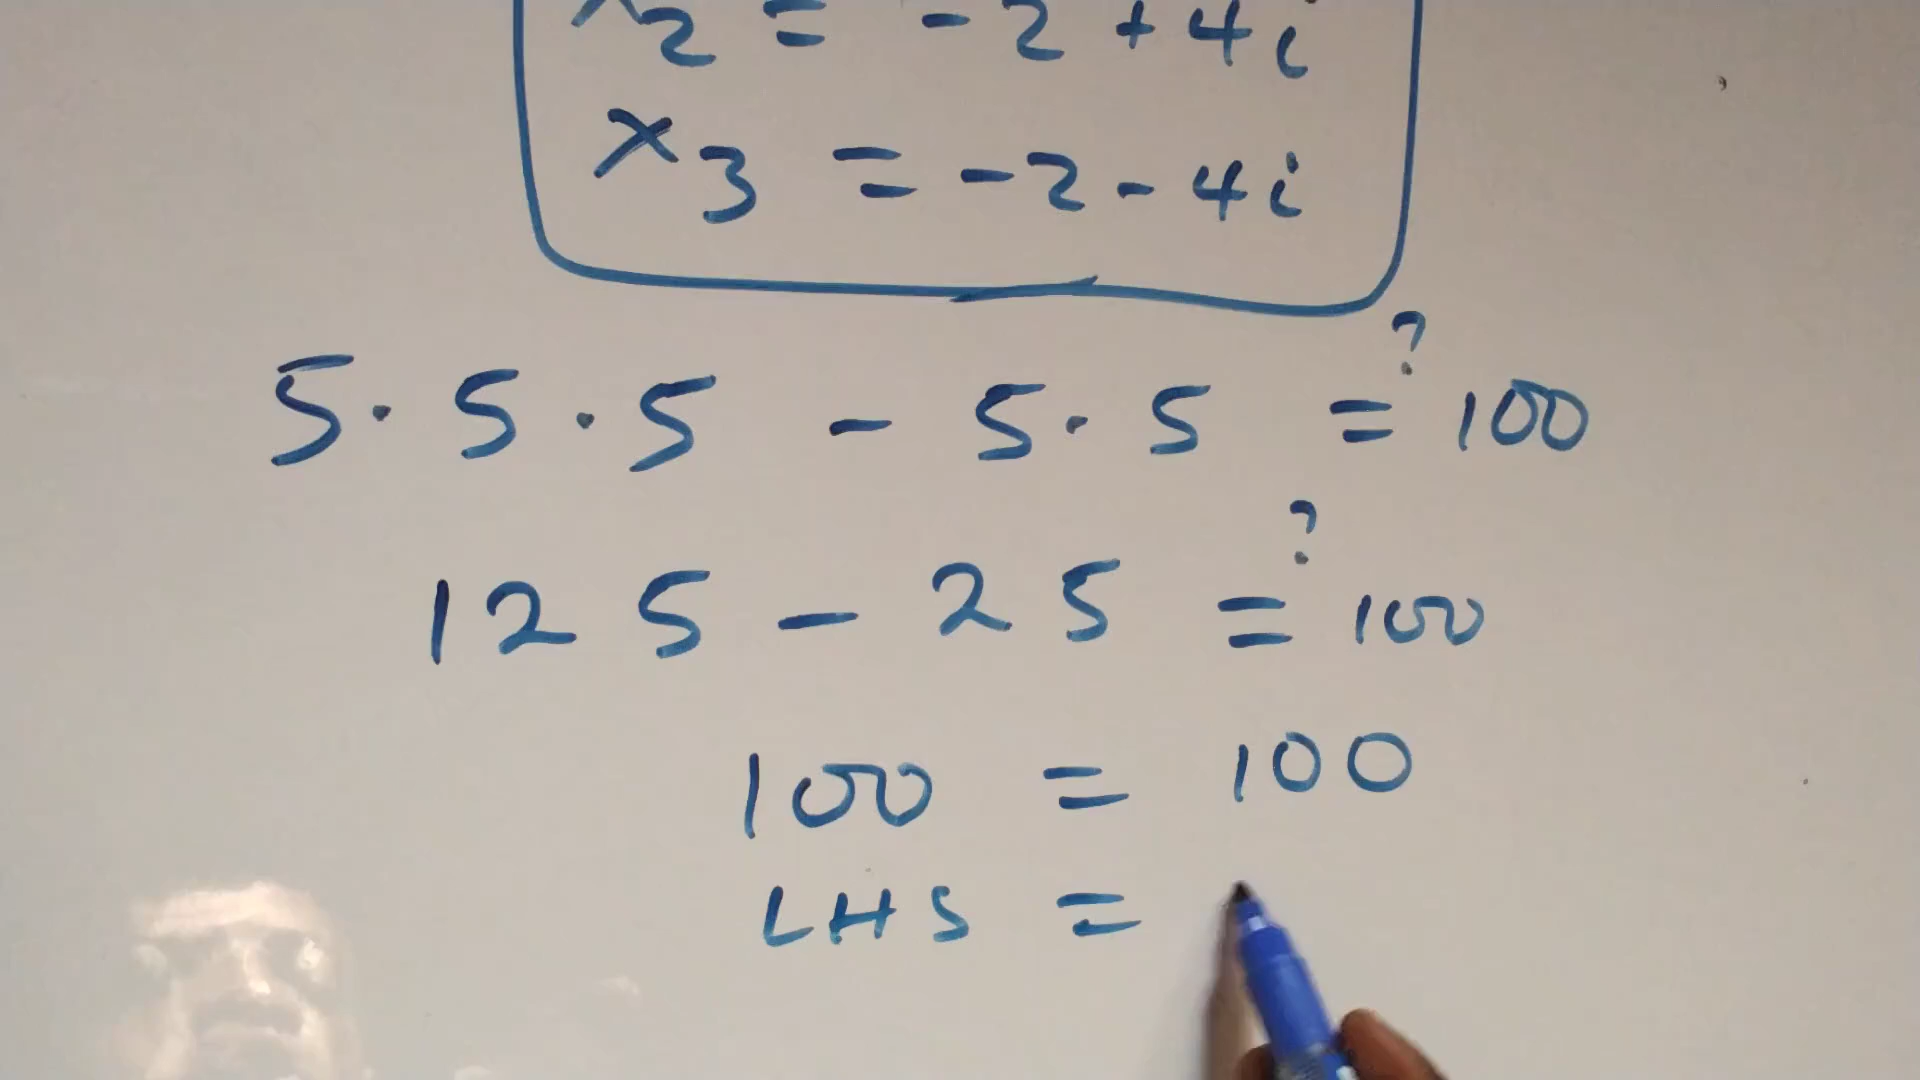 x2 = -2+4i
x3 = -2-4i
?
5·5·5 - 5·5 = 100
?
125 - 25 = 100
100 = 100
LHS =